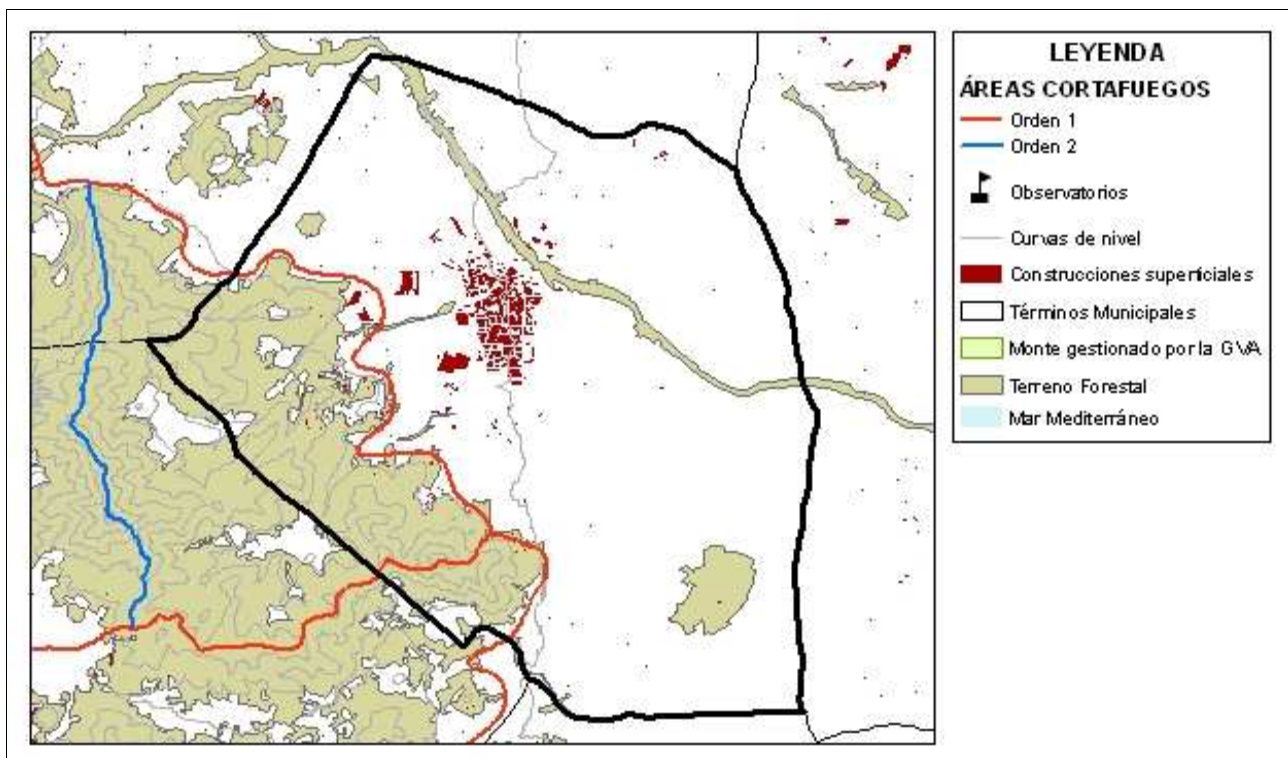 LEYENDA
ÁREAS CORTAFUEGOS
Orden 1
Orden 2
Observatorios
Curvas de nivel
Construcciones superficiales
Términos Municipales
Monte gestionado por la GVA
Terreno Forestal
Mar Mediterráneo